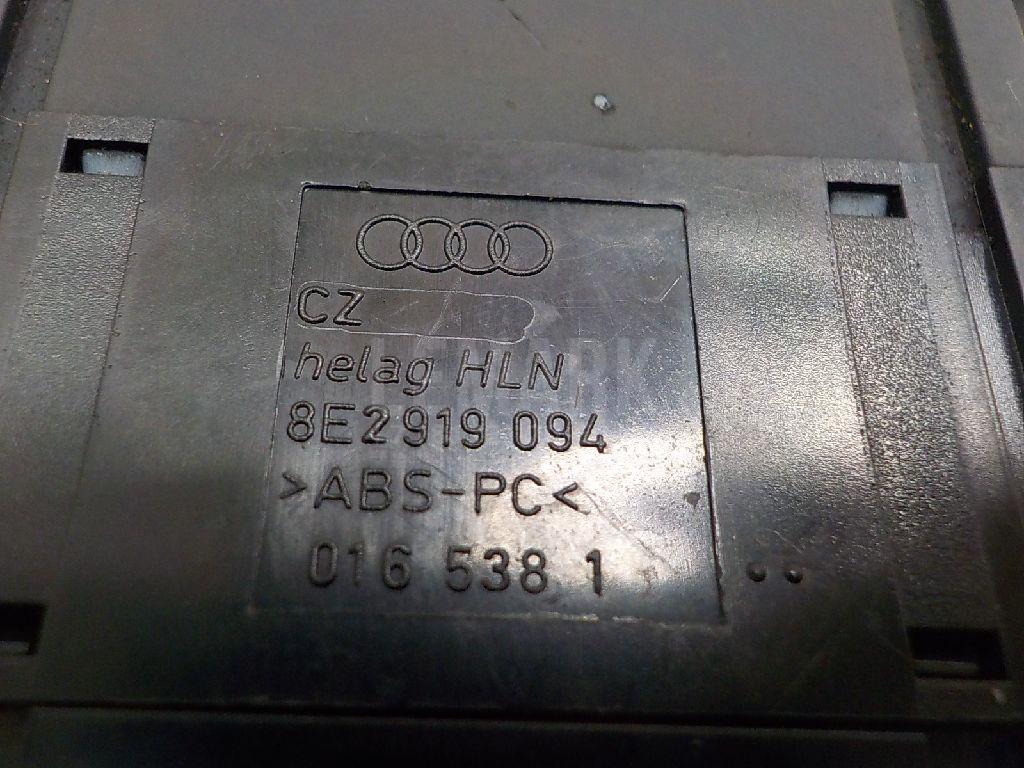 CZ
helag HLN
8E2 919 094
>ABS-PC<
016 538 1